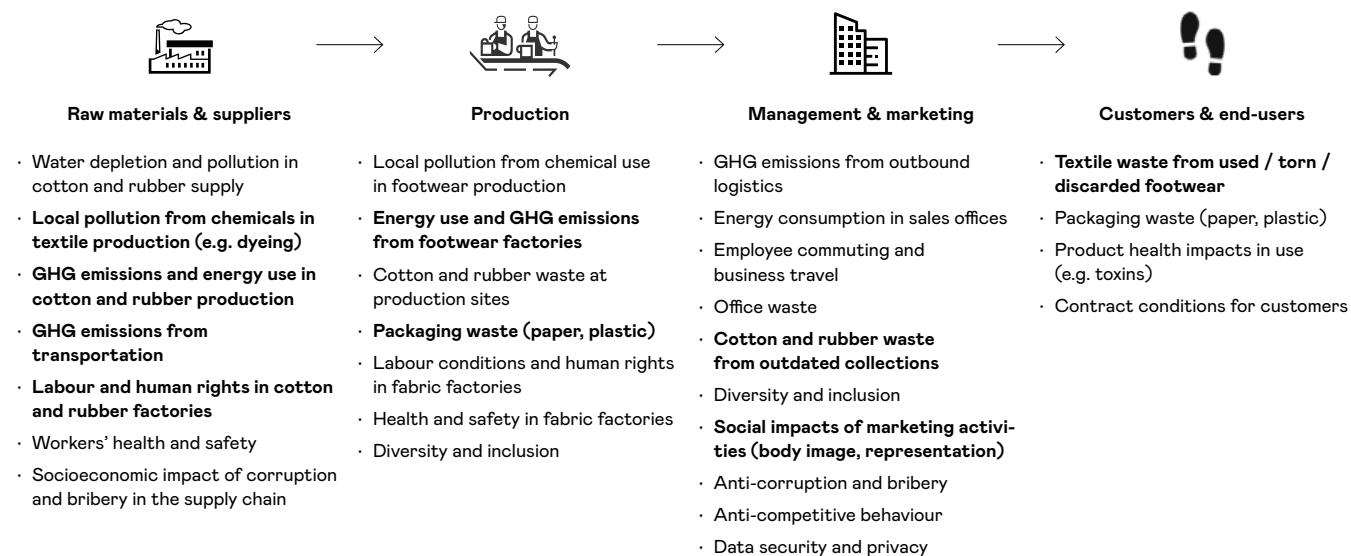 Raw materials & suppliers
· Water depletion and pollution in
cotton and rubber supply
· Local pollution from chemicals in
textile production (e.g. dyeing)
· GHG emissions and energy use in
cotton and rubber production
· GHG emissions from
transportation
· Labour and human rights in cotton
and rubber factories
· Workers’ health and safety
· Socioeconomic impact of corruption
and bribery in the supply chain
Production
· Local pollution from chemical use
in footwear production
· Energy use and GHG emissions
from footwear factories
· Cotton and rubber waste at
production sites
· Packaging waste (paper, plastic)
· Labour conditions and human rights
in fabric factories
· Health and safety in fabric factories
· Diversity and inclusion
Management & marketing
· GHG emissions from outbound
logistics
· Energy consumption in sales offices
· Employee commuting and
business travel
· Office waste
· Cotton and rubber waste
from outdated collections
· Diversity and inclusion
· Social impacts of marketing activi-
ties (body image, representation)
· Anti-corruption and bribery
· Anti-competitive behaviour
· Data security and privacy
Customers & end-users
· Textile waste from used / torn /
discarded footwear
· Packaging waste (paper, plastic)
· Product health impacts in use
(e.g. toxins)
· Contract conditions for customers